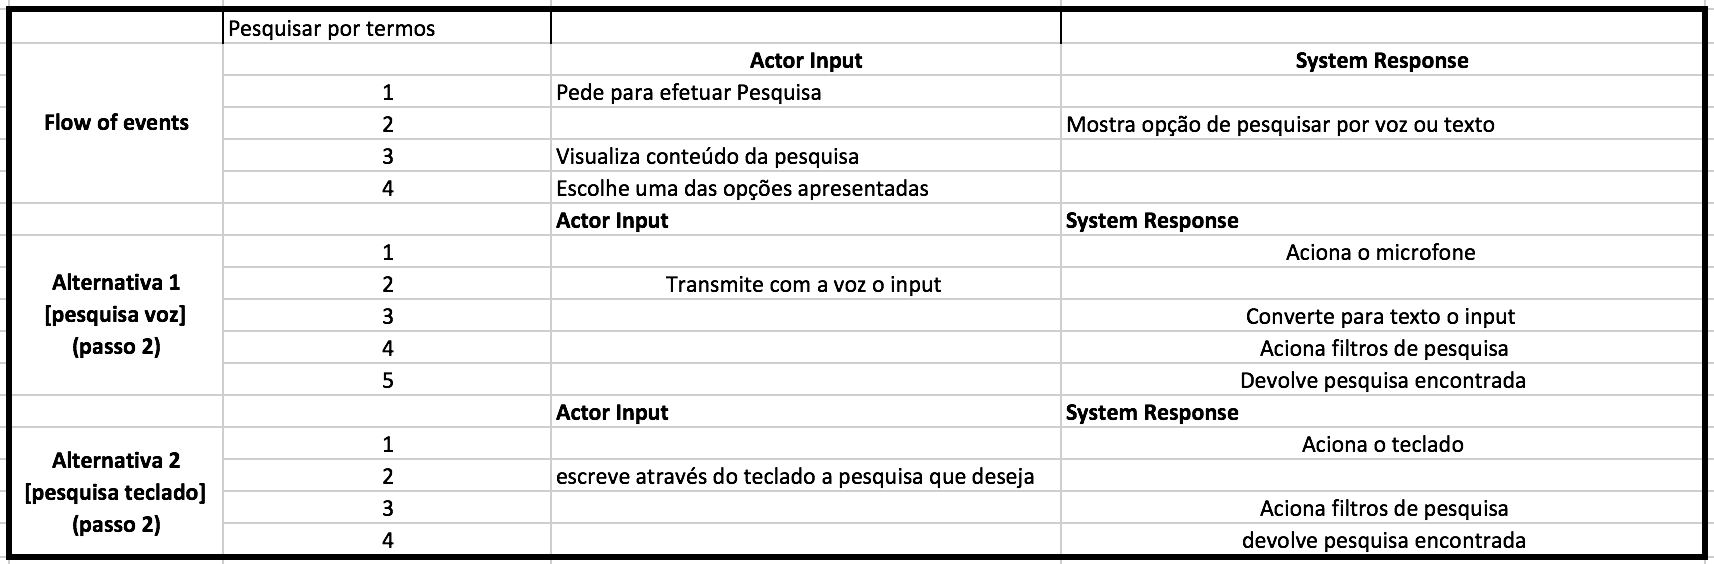 Pesquisar por termos
Actor Input System Response
Flow of events
1 Pede para efetuar Pesquisa
2 Mostra opção de pesquisar por voz ou texto
3 Visualiza conteúdo da pesquisa
4 Escolhe uma das opções apresentadas
Actor Input System Response
Alternativa 1
[pesquisa voz]
(passo 2)
1 Aciona o microfone
2 Transmite com a voz o input
3 Converte para texto o input
4 Aciona filtros de pesquisa
5 Devolve pesquisa encontrada
Actor Input System Response
Alternativa 2
[pesquisa teclado]
(passo 2)
1 Aciona o teclado
2 escreve através do teclado a pesquisa que deseja
3 Aciona filtros de pesquisa
4 devolve pesquisa encontrada